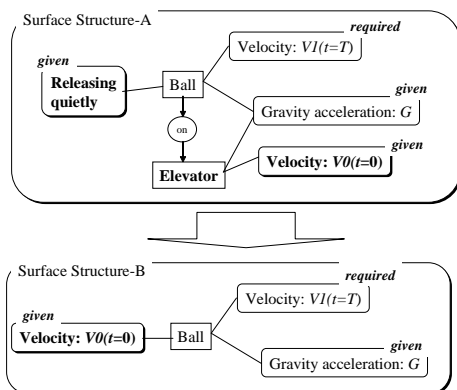 Surface Structure-A
required
Velocity: V1(t=T)
given
Releasing
quietly
Ball
given
Gravity acceleration: G
on
given
Elevator
Velocity: V0(t=0)
Surface Structure-B
required
Velocity: V1(t=T)
given
Velocity: V0(t=0)
Ball
given
Gravity acceleration: G